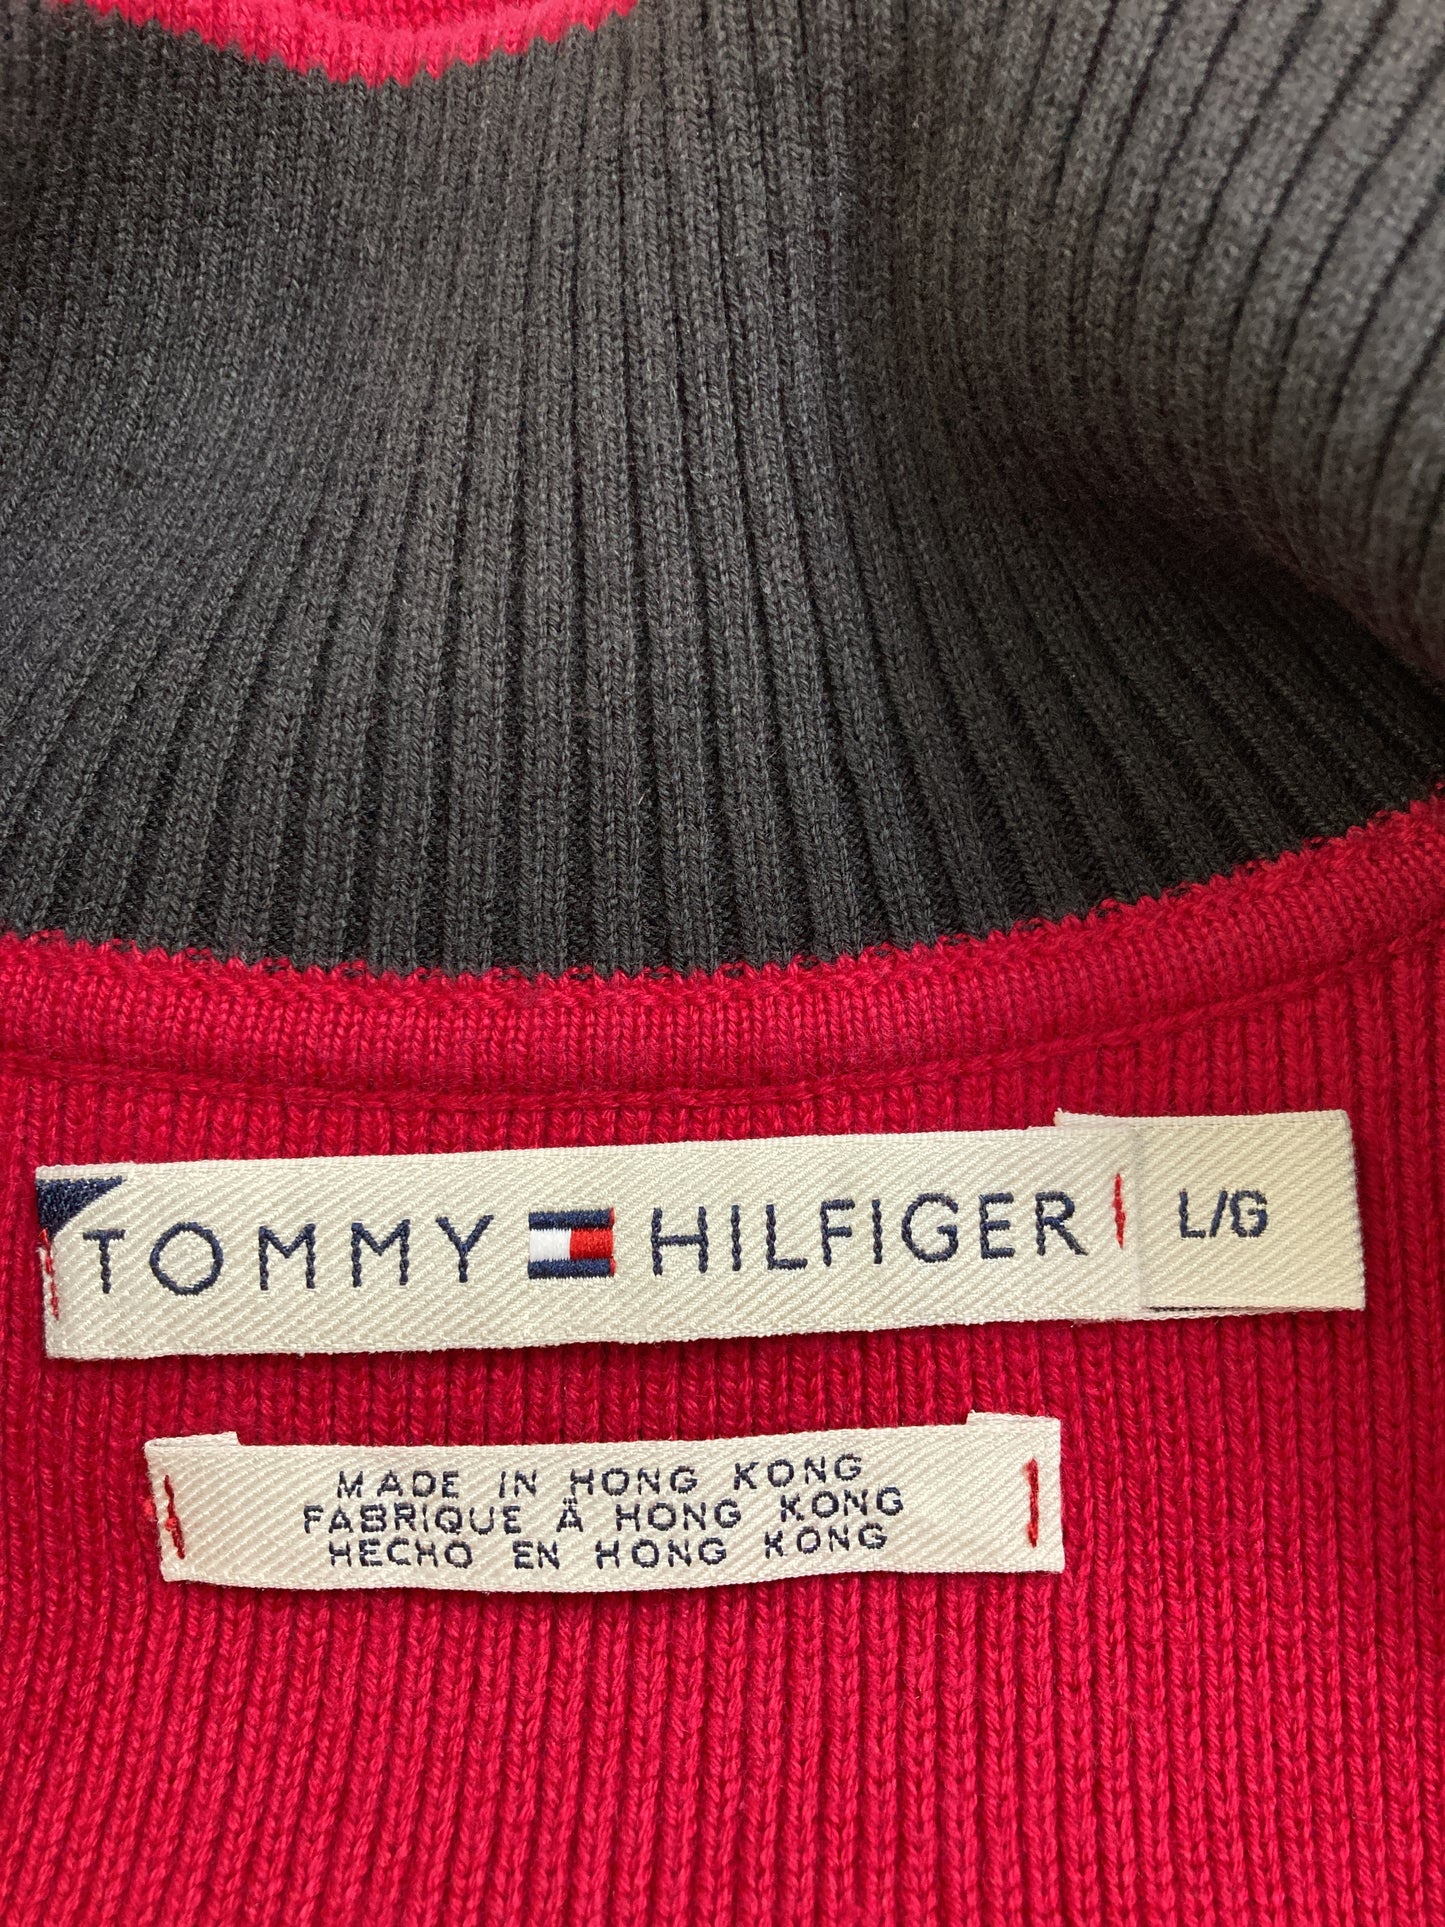 TOMMY HILFIGER L/G
MADE IN HONG KONG
FABRIQUE Ā HONG KONG
HECHO EN HONG KONG